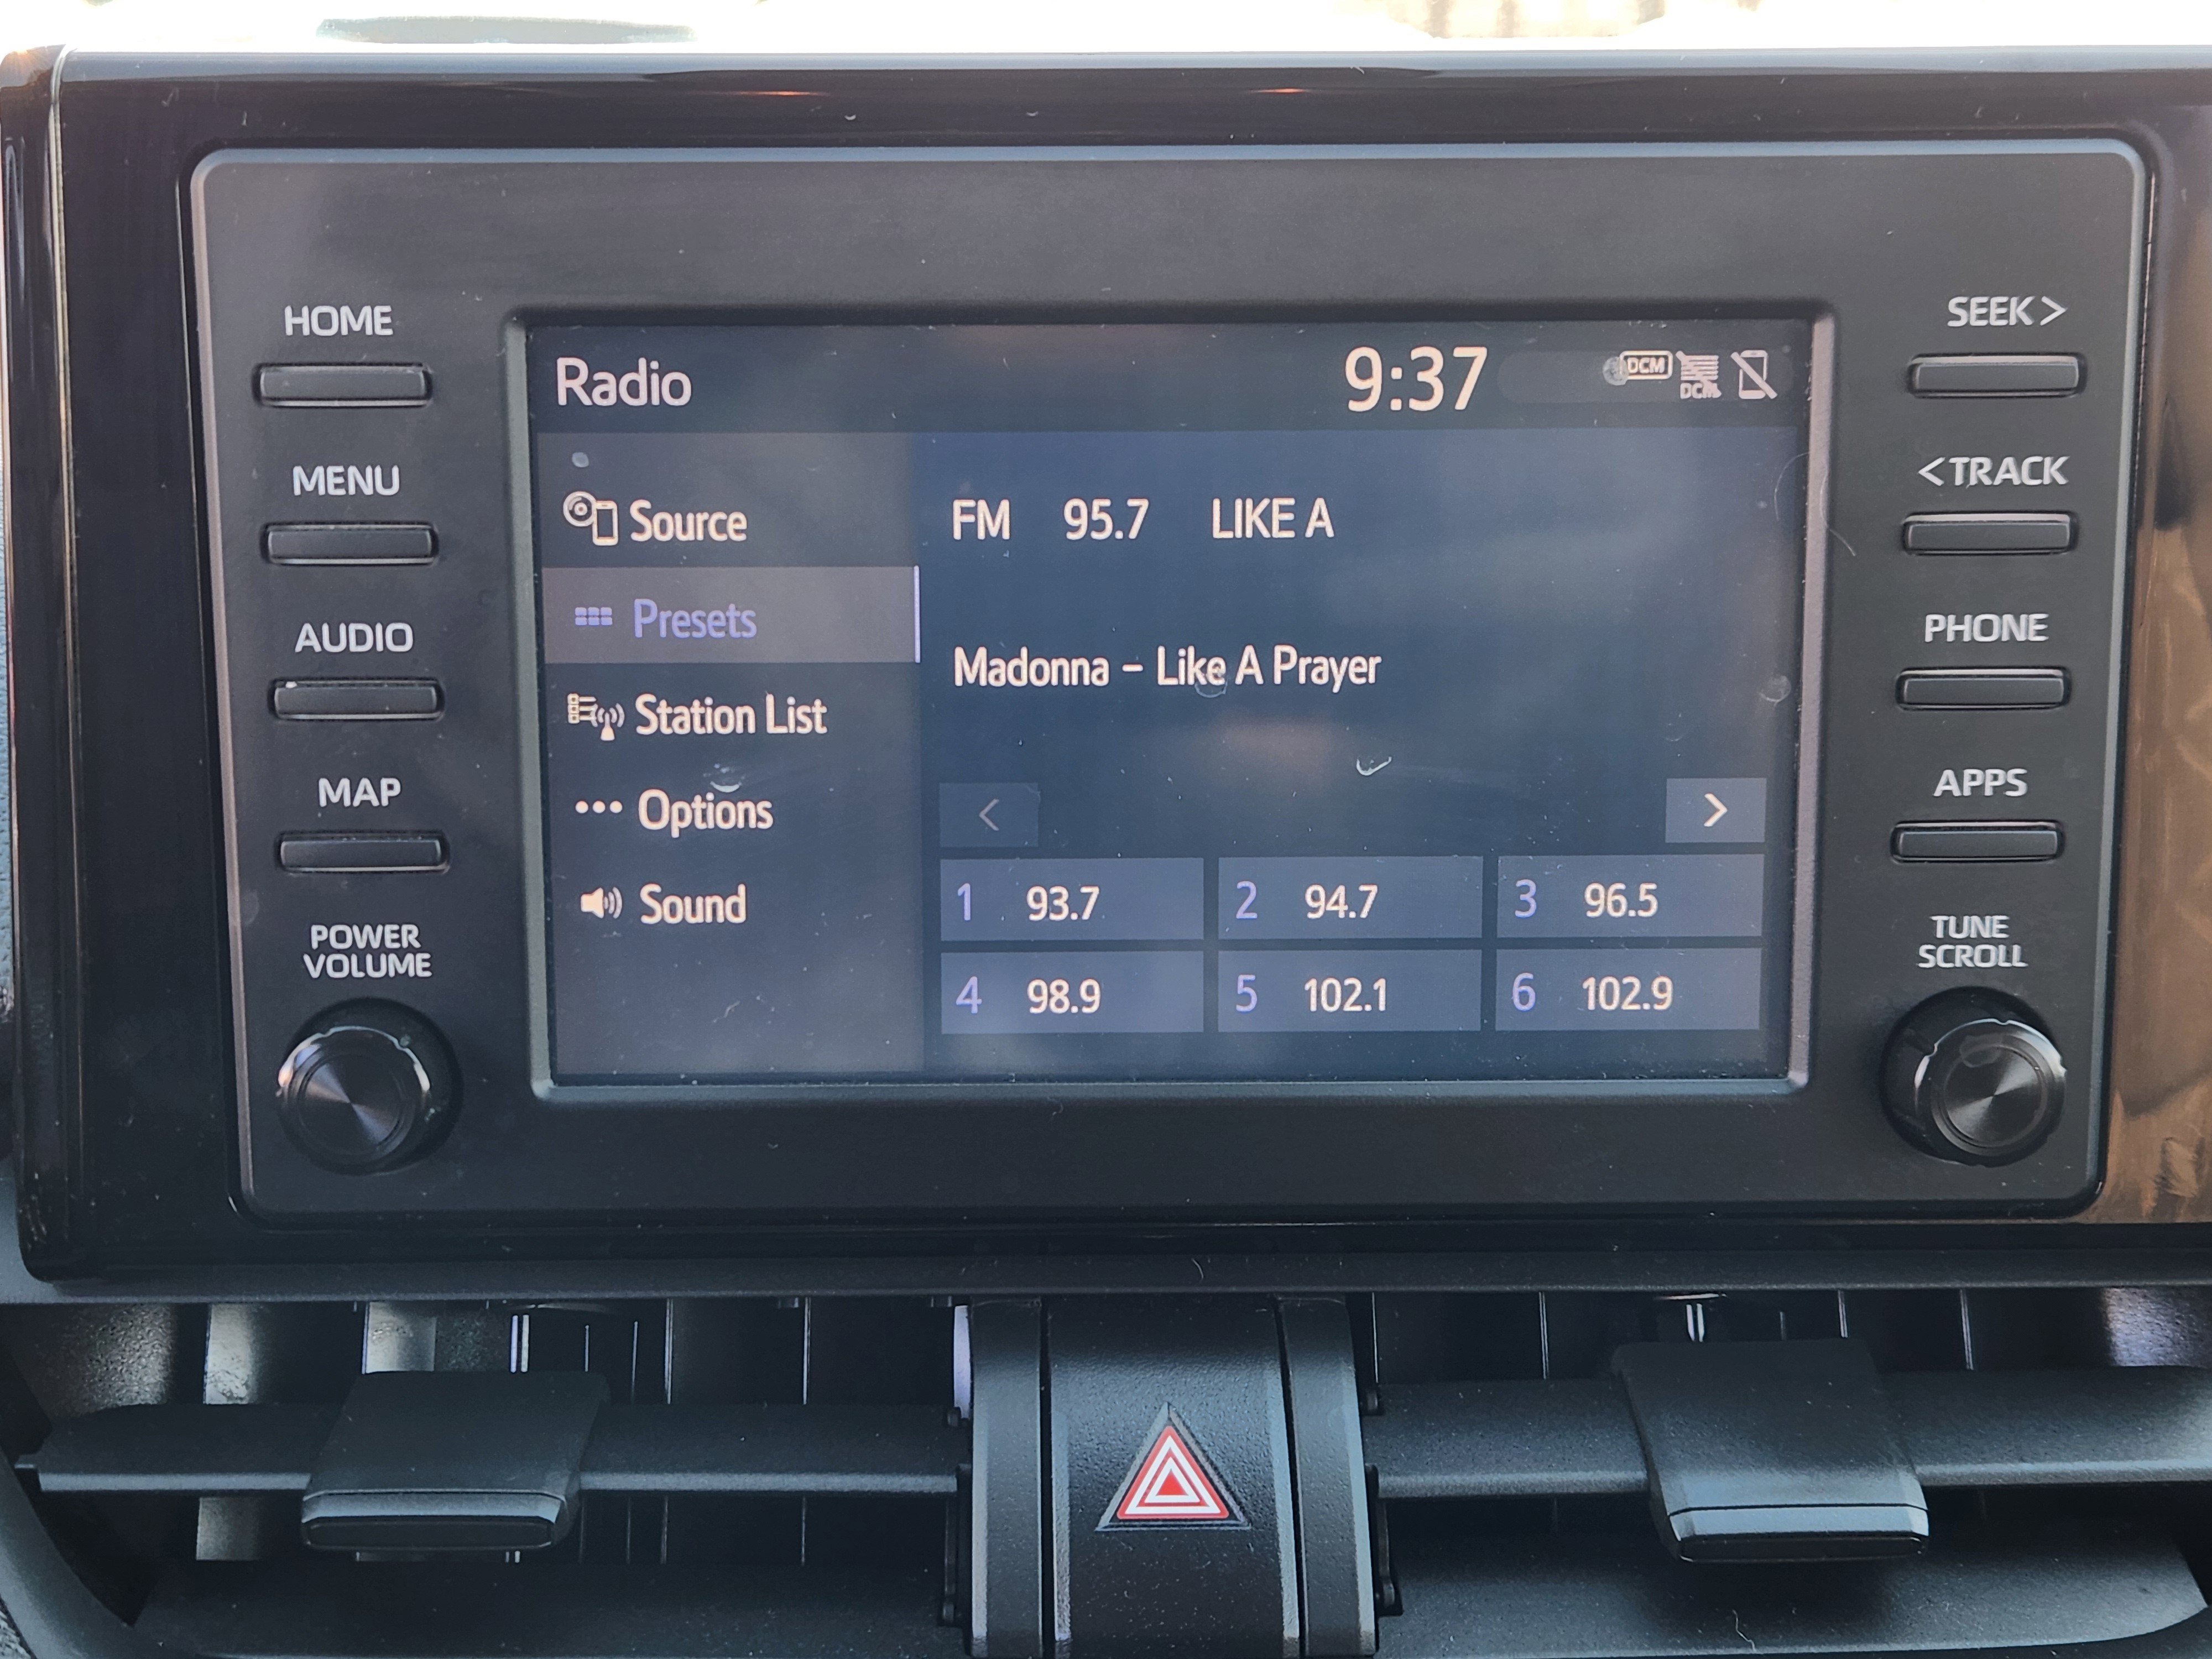 HOME
MENU
AUDIO
MAP
POWER
VOLUME
Radio
9:37
DCM
DCM
Source
Presets
Station List
Options
Sound
FM 95.7 LIKE A
Madonna – Like A Prayer
< >
1 93.7 2 94.7 3 96.5
4 98.9 5 102.1 6 102.9
SEEK >
< TRACK
PHONE
APPS
TUNE
SCROLL